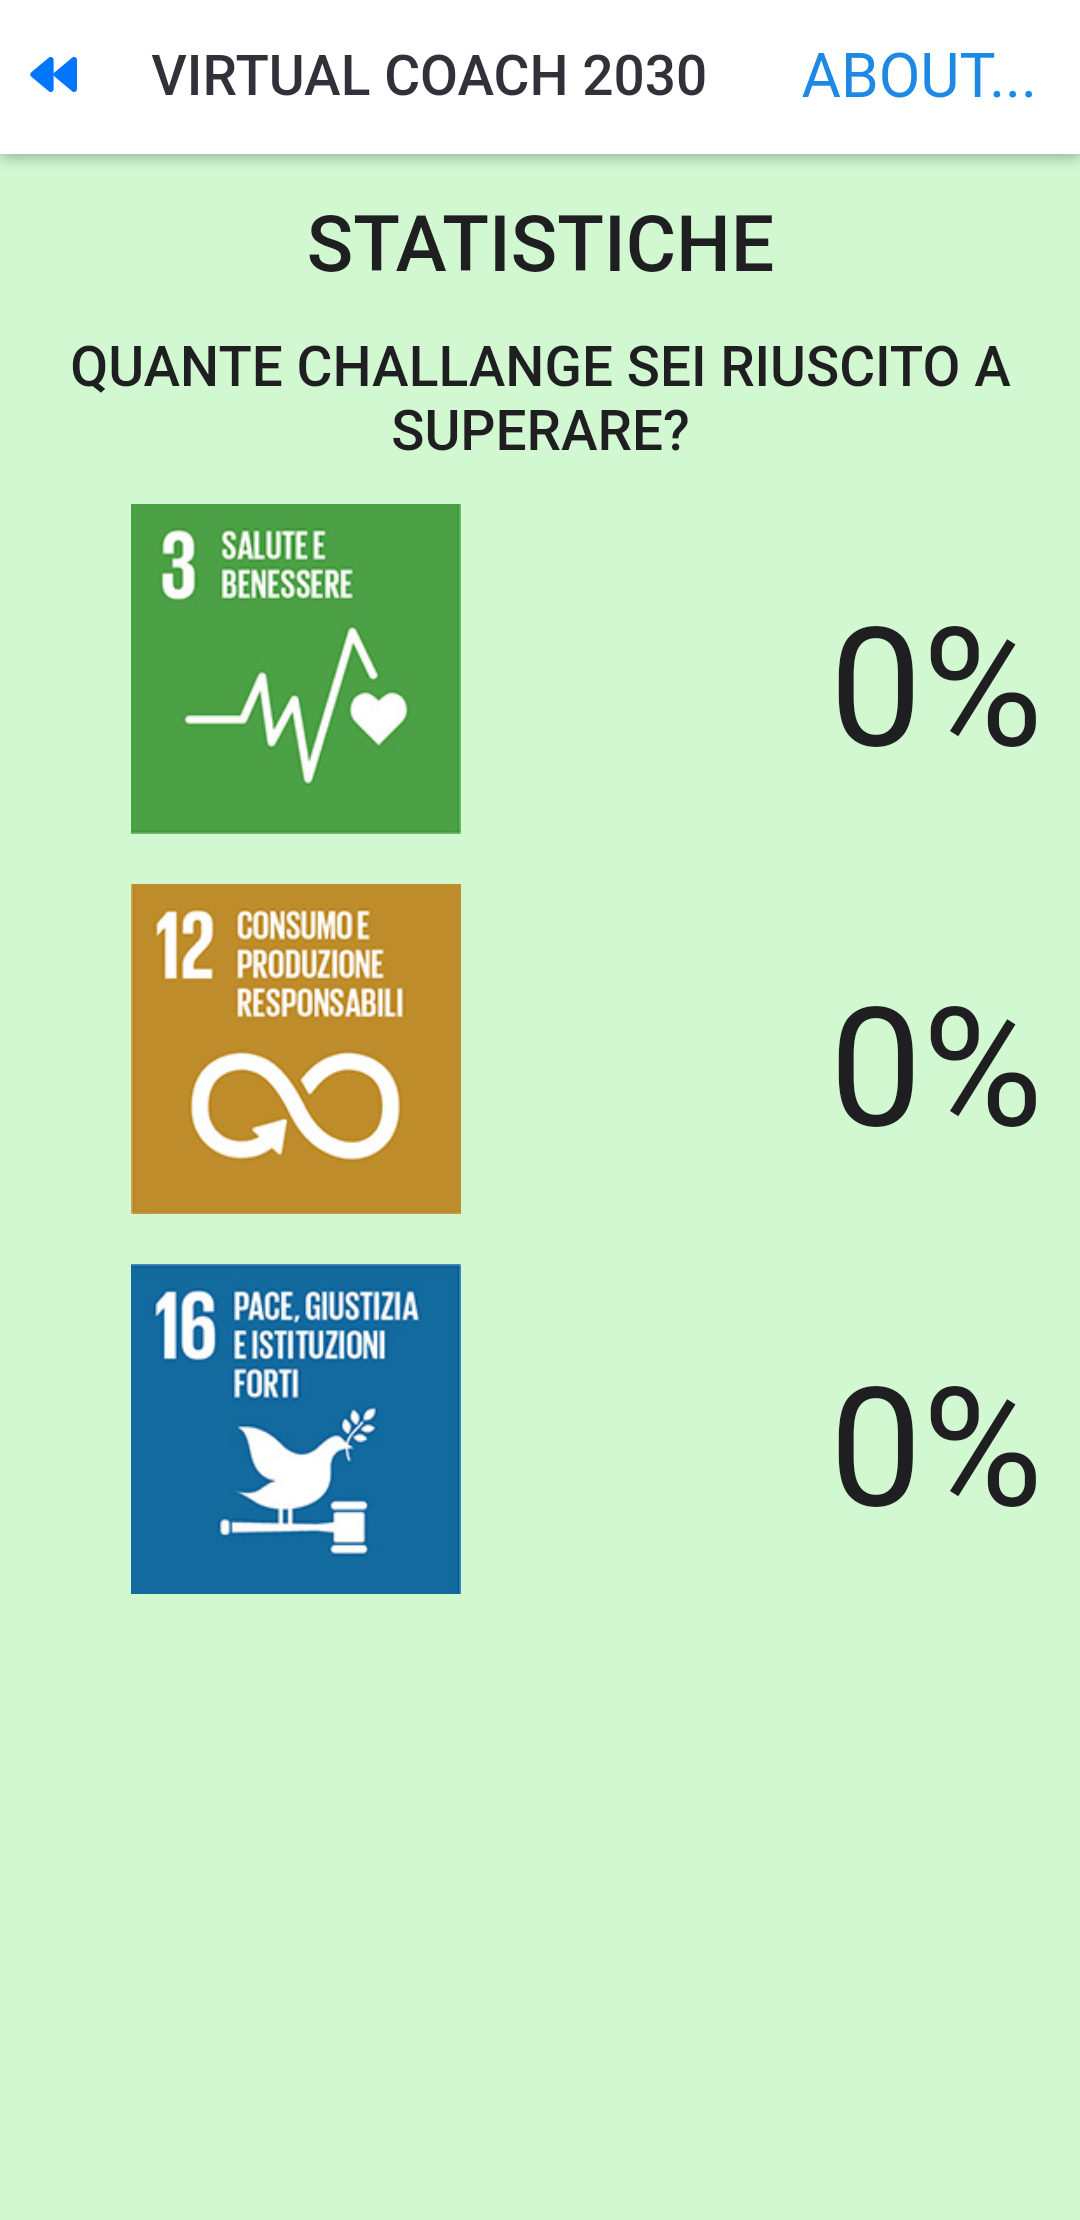 VIRTUAL COACH 2030
ABOUT...
STATISTICHE
QUANTE CHALLANGE SEI RIUSCITO A
SUPERARE?
3 SALUTE E
BENESSERE
0%
12 CONSUMO E
PRODUZIONE
RESPONSABILI
0%
16 PACE, GIUSTIZIA
E ISTITUZIONI
FORTI
0%